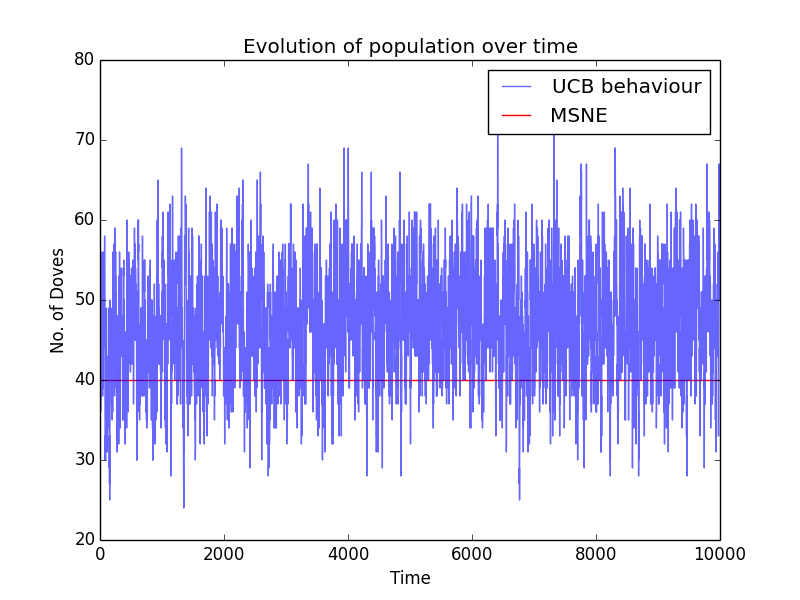 Evolution of population over time
UCB behaviour
MSNE
80
70
60
50
40
30
20
No. of Doves
0
2000
4000
6000
8000
10000
Time